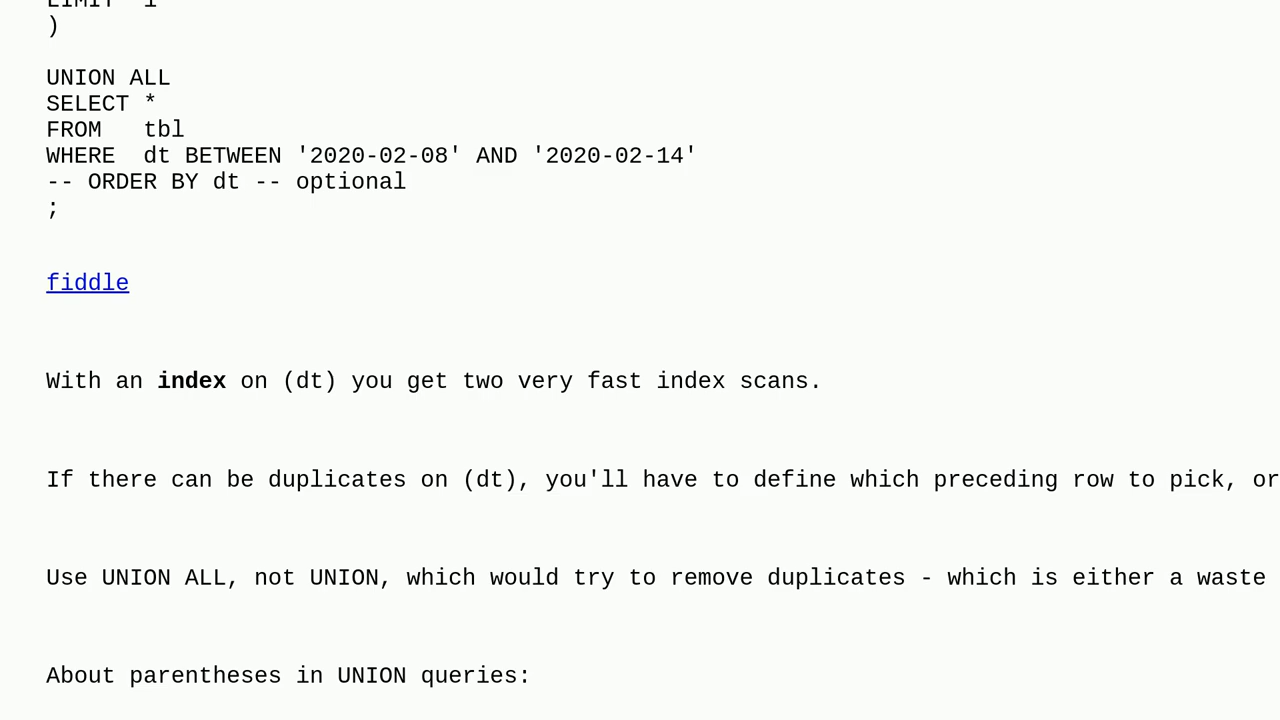 LIMIT  1
)
UNION ALL
SELECT *
FROM   tbl
WHERE  dt BETWEEN '2020-02-08' AND '2020-02-14'
-- ORDER BY dt -- optional
;
fiddle
With an index on (dt) you get two very fast index scans.
If there can be duplicates on (dt), you'll have to define which preceding row to pick, or
Use UNION ALL, not UNION, which would try to remove duplicates - which is either a waste
About parentheses in UNION queries: